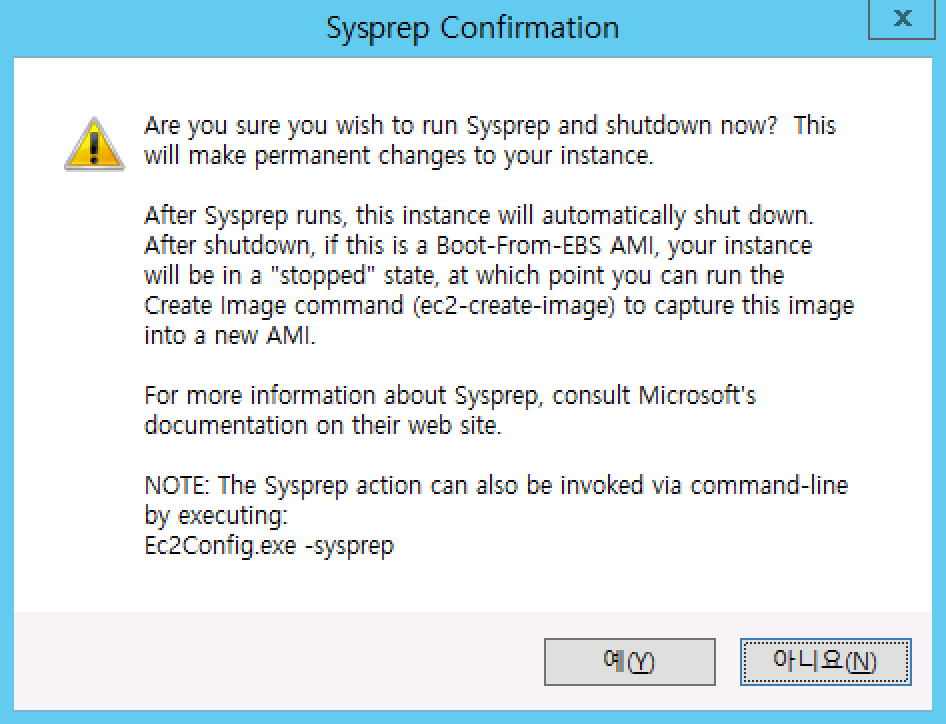 Sysprep Confirmation
x
Are you sure you wish to run Sysprep and shutdown now?  This
will make permanent changes to your instance.
After Sysprep runs, this instance will automatically shut down.
After shutdown, if this is a Boot-From-EBS AMI, your instance
will be in a "stopped" state, at which point you can run the
Create Image command (ec2-create-image) to capture this image
into a new AMI.
For more information about Sysprep, consult Microsoft's
documentation on their web site.
NOTE: The Sysprep action can also be invoked via command-line
by executing:
Ec2Config.exe -sysprep
예(Y) 아니요(N)